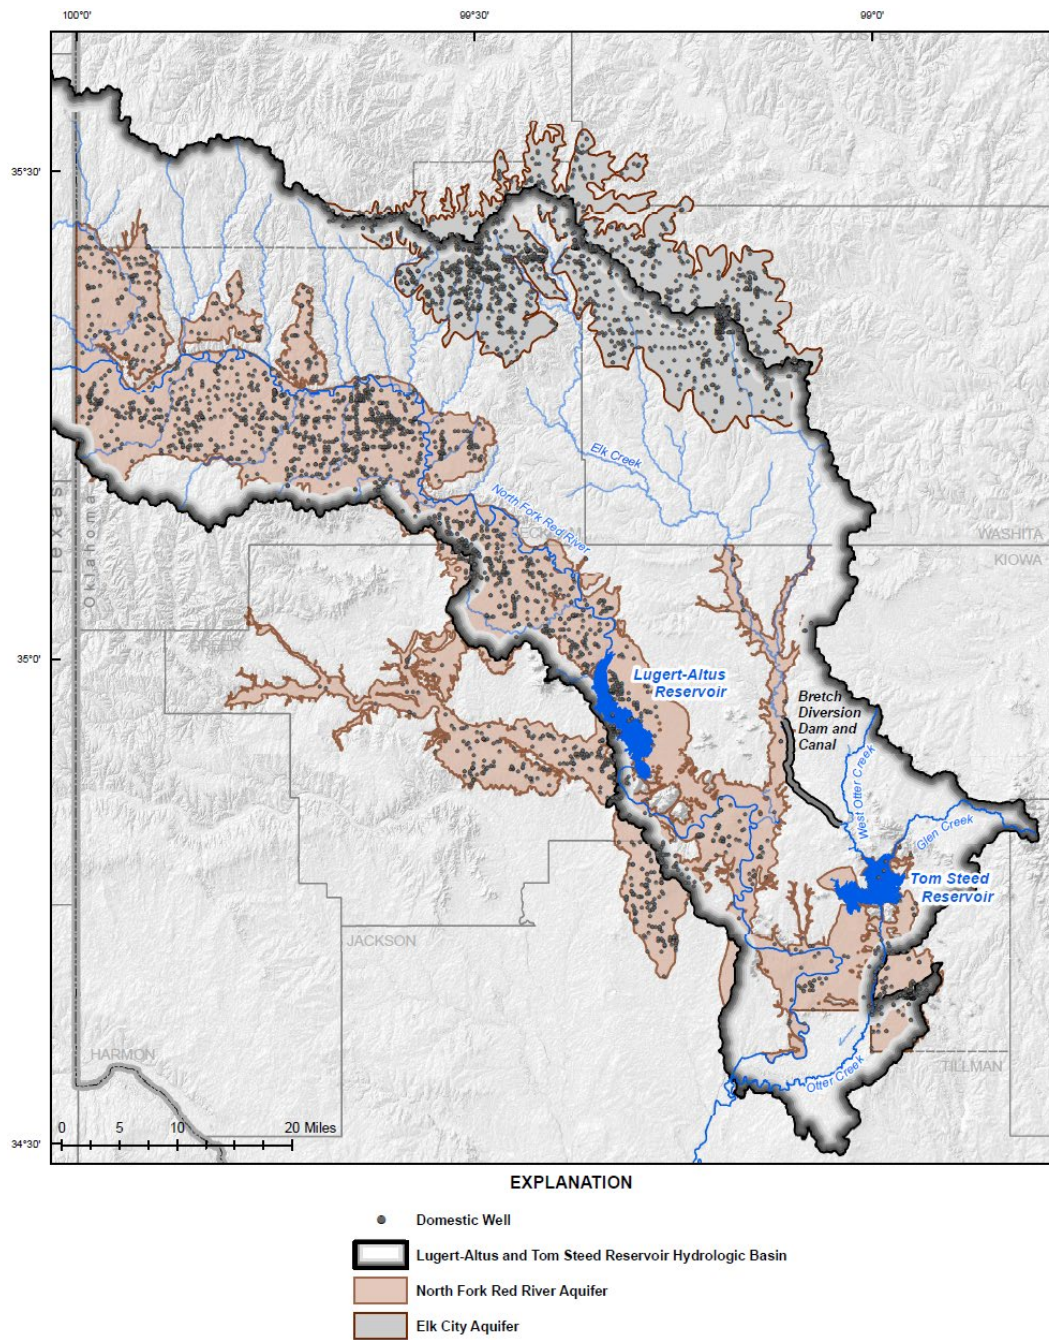 100°0'
99°30'
99°0'
35°30'
Elk Creek
North Fork Red River
WASHITA
KIOWA
Texas
Oklahoma
GREER
35°0'
Lugert-Altus
Reservoir
Bretch
Diversion
Dam and
Canal
West Otter Creek
Glen Creek
Tom Steed
Reservoir
JACKSON
HARMON
TILLMAN
Otter Creek
0 5 10 20 Miles
34°30'
EXPLANATION
Domestic Well
Lugert-Altus and Tom Steed Reservoir Hydrologic Basin
North Fork Red River Aquifer
Elk City Aquifer